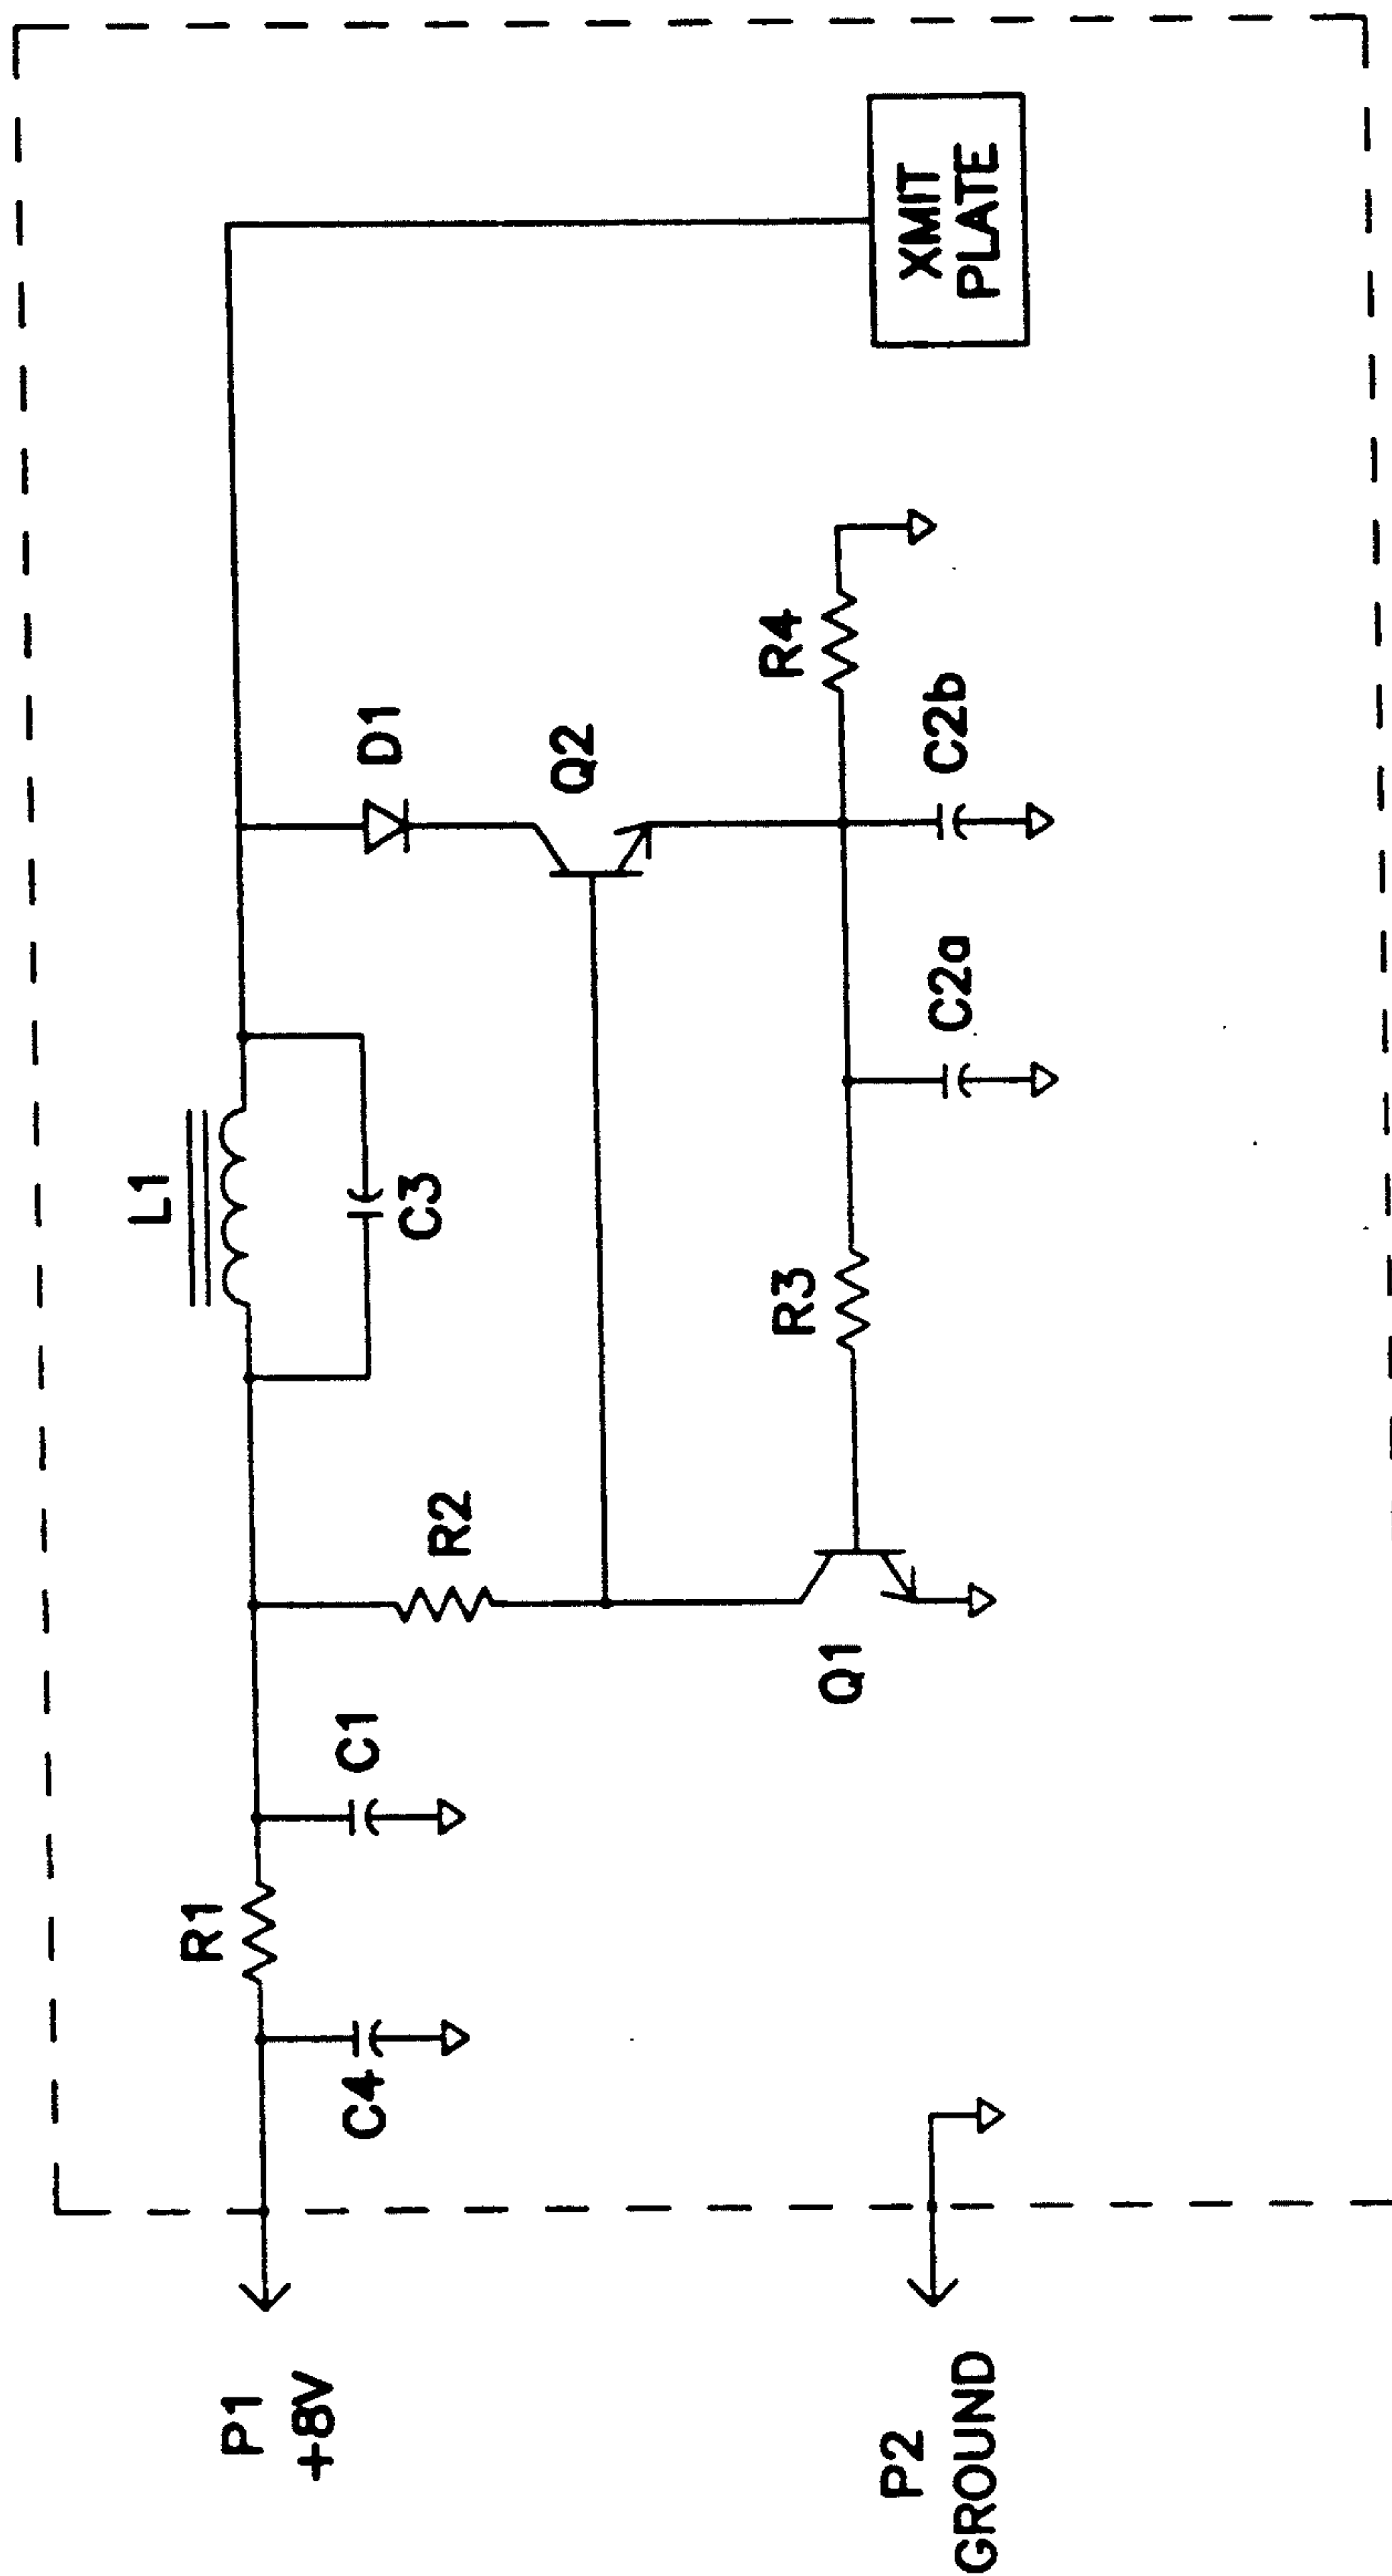 P1
+8V
P2
GROUND
C4
R1
C1
R2
Q1
L1
C3
R3
C2a
C2b
Q2
D1
R4
XMIT
PLATE